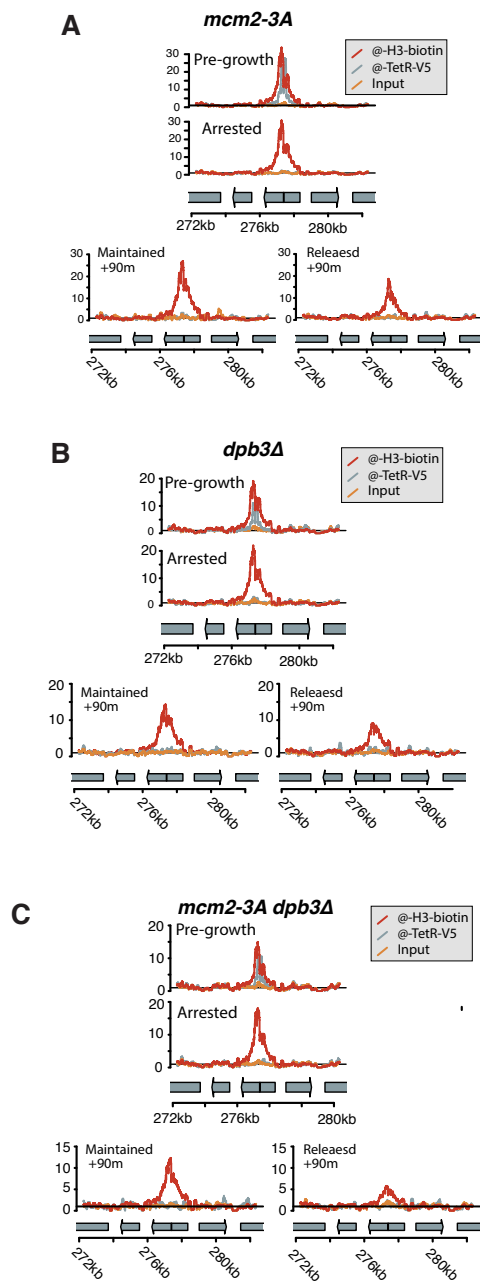 A
mcm2-3A
@-H3-biotin
@-TetR-V5
Input
Pre-growth
30
20
10
0
Arrested
30
20
10
0
272kb 276kb 280kb
Maintained
+90m
30
20
10
0
272kb 276kb 280kb
Releaesd
+90m
30
20
10
0
272kb 276kb 280kb
B
dpb3Δ
@-H3-biotin
@-TetR-V5
Input
Pre-growth
20
10
0
Arrested
20
10
0
272kb 276kb 280kb
Maintained
+90m
20
10
0
272kb 276kb 280kb
Releaesd
+90m
20
10
0
272kb 276kb 280kb
C
mcm2-3A dpb3Δ
@-H3-biotin
@-TetR-V5
Input
Pre-growth
20
10
0
Arrested
20
10
0
272kb 276kb 280kb
Maintained
+90m
15
10
5
0
272kb 276kb 280kb
Releaesd
+90m
15
10
5
0
272kb 276kb 280kb